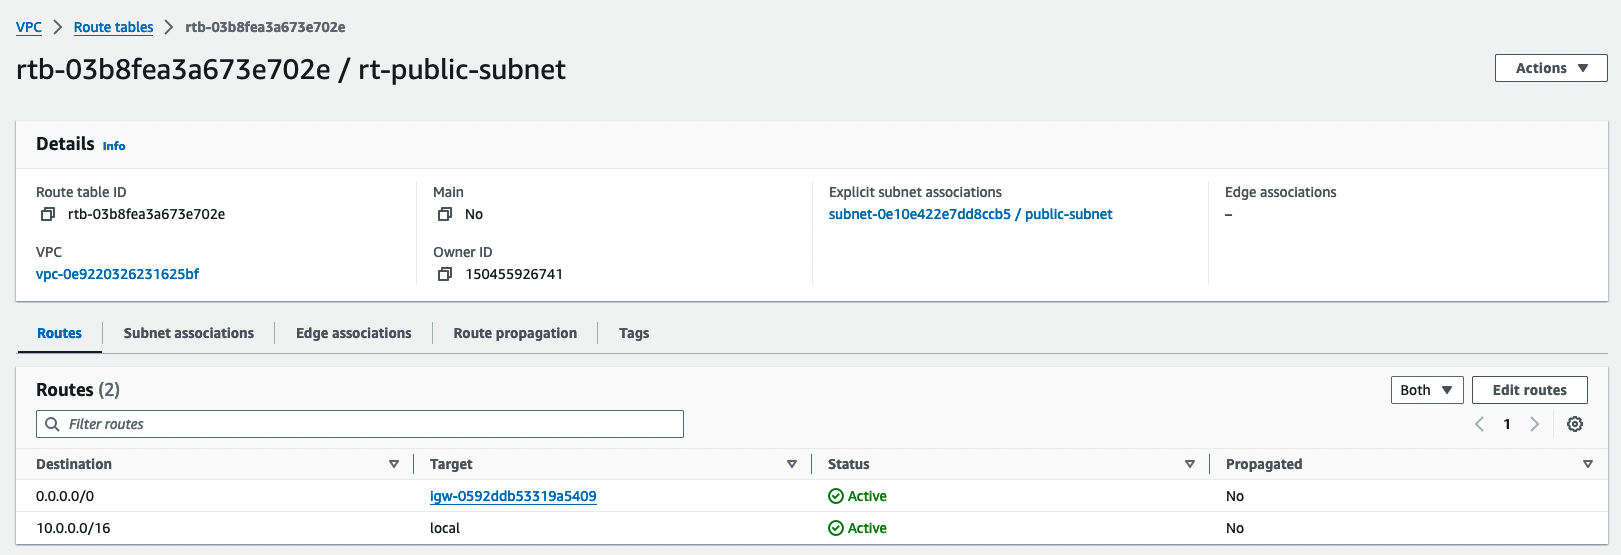 VPC > Route tables > rtb-03b8fea3a673e702e
rtb-03b8fea3a673e702e / rt-public-subnet
Actions
Details Info
Route table ID
rtb-03b8fea3a673e702e
Main
No
Explicit subnet associations
subnet-0e10e422e7dd8ccb5 / public-subnet
Edge associations
–
VPC
vpc-0e9220326231625bf
Owner ID
150455926741
Routes
Subnet associations
Edge associations
Route propagation
Tags
Routes (2)
Both
Edit routes
Filter routes
1
Destination Target Status Propagated
0.0.0.0/0 igw-0592ddb53319a5409 Active No
10.0.0.0/16 local Active No